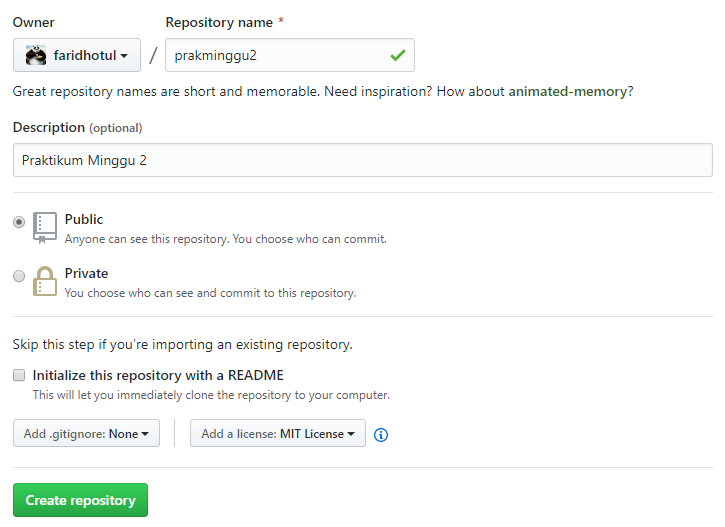 Owner
Repository name *
faridhotul / prakminggu2
Great repository names are short and memorable. Need inspiration? How about animated-memory?
Description (optional)
Praktikum Minggu 2
Public
Anyone can see this repository. You choose who can commit.
Private
You choose who can see and commit to this repository.
Skip this step if you’re importing an existing repository.
Initialize this repository with a README
This will let you immediately clone the repository to your computer.
Add .gitignore: None
Add a license: MIT License
Create repository